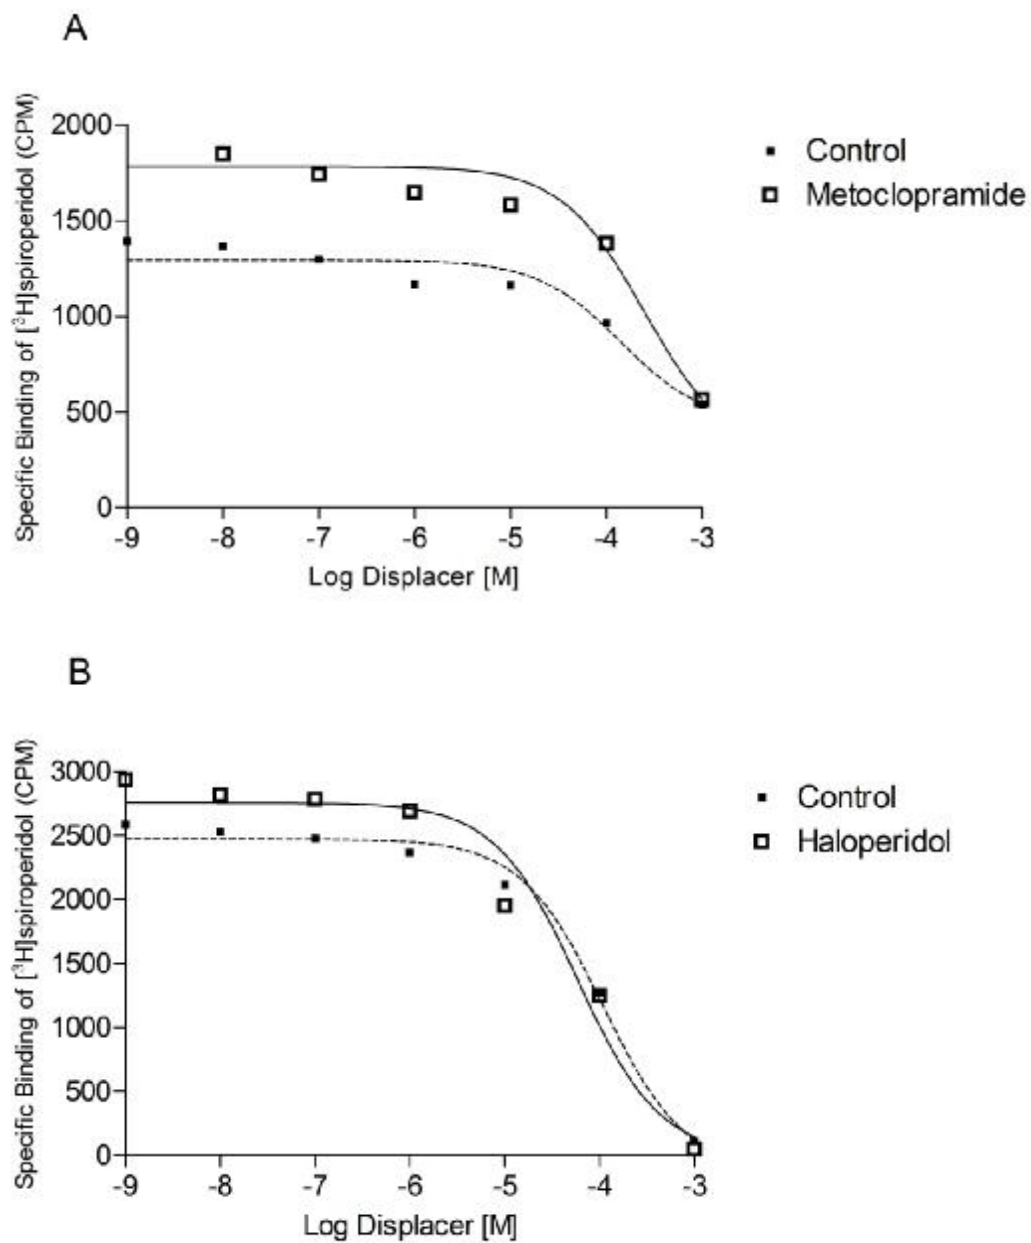 A
Specific Binding of [³H]spiroperidol (CPM)
2000
1500
1000
500
0
-9 -8 -7 -6 -5 -4 -3
Log Displacer [M]
Control
Metoclopramide
B
Specific Binding of [³H]spiroperidol (CPM)
3000
2500
2000
1500
1000
500
0
-9 -8 -7 -6 -5 -4 -3
Log Displacer [M]
Control
Haloperidol